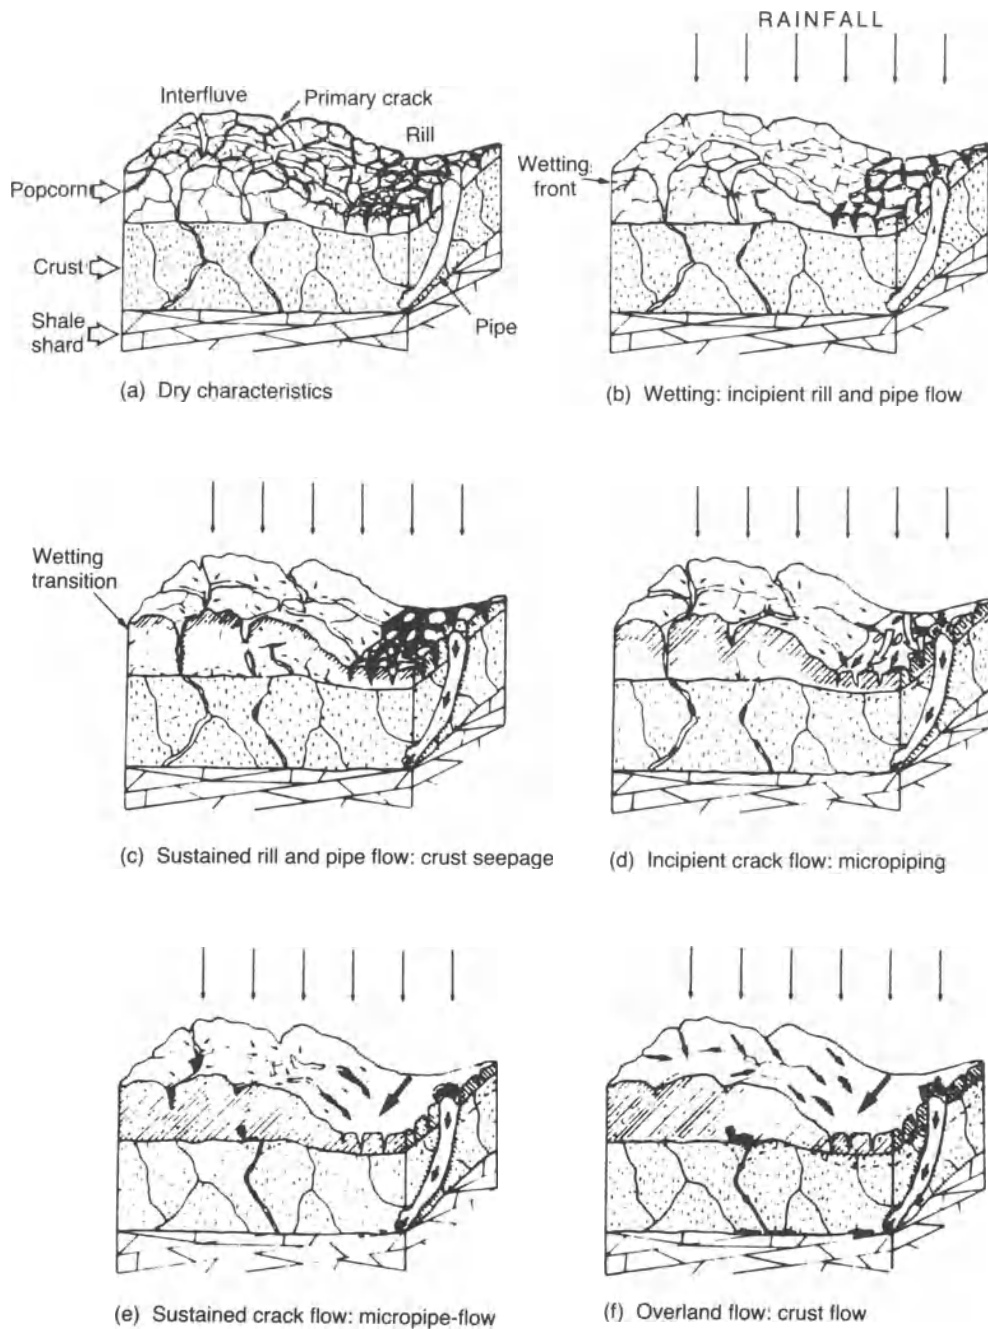 RAINFALL
Interfluve
Primary crack
Rill
Popcorn
Crust
Shale
shard
Pipe
(a) Dry characteristics
Wetting
front
(b) Wetting: incipient rill and pipe flow
Wetting
transition
(c) Sustained rill and pipe flow: crust seepage
(d) Incipient crack flow: micropiping
(e) Sustained crack flow: micropipe-flow
(f) Overland flow: crust flow